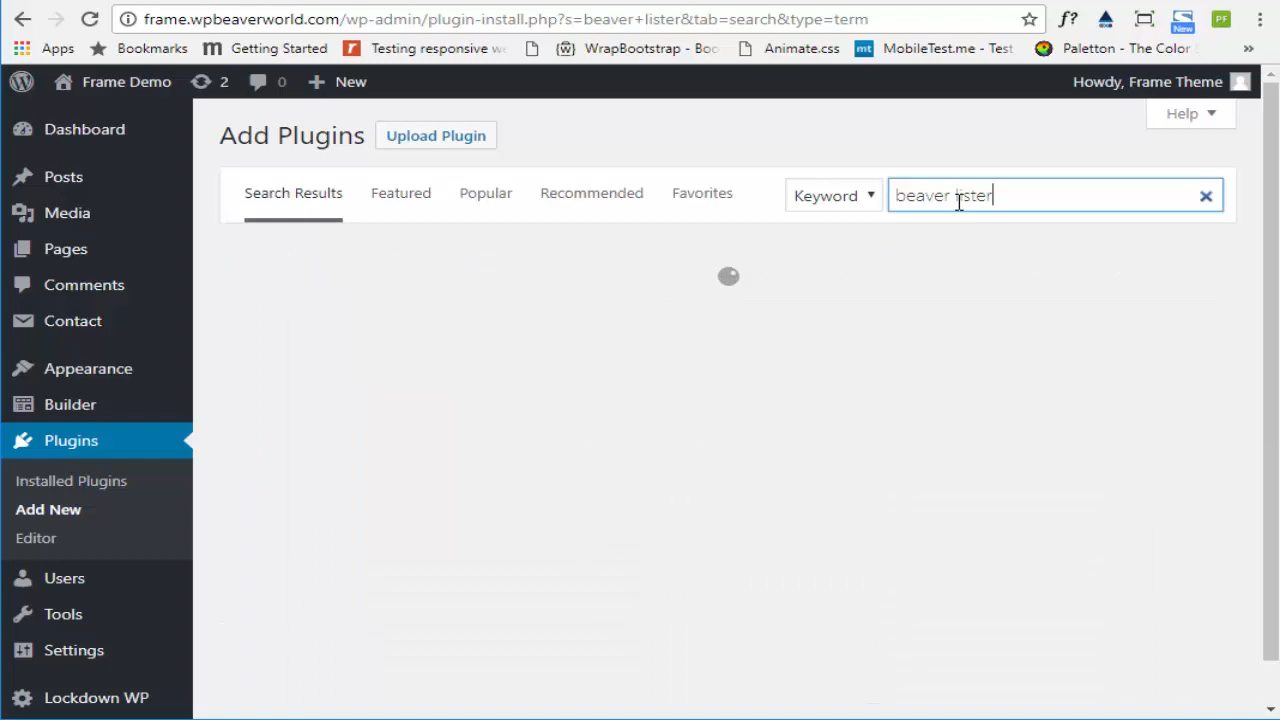 frame.wpbeaverworld.com/wp-admin/plugin-install.php?s=beaver+lister&tab=search&type=term
f?
New
PF
Apps
Bookmarks
m
Getting Started
Testing responsive
WrapBootstrap - Boo
Animate.css
mt
MobileTest.me - Test
Paletton - The Color
»
Frame Demo
2
0
New
Howdy, Frame Theme
Help
Dashboard
Posts
Media
Pages
Comments
Contact
Appearance
Builder
Plugins
Installed Plugins
Add New
Editor
Users
Tools
Settings
Lockdown WP
Add Plugins
Upload Plugin
Search Results
Featured
Popular
Recommended
Favorites
Keyword
beaver lister